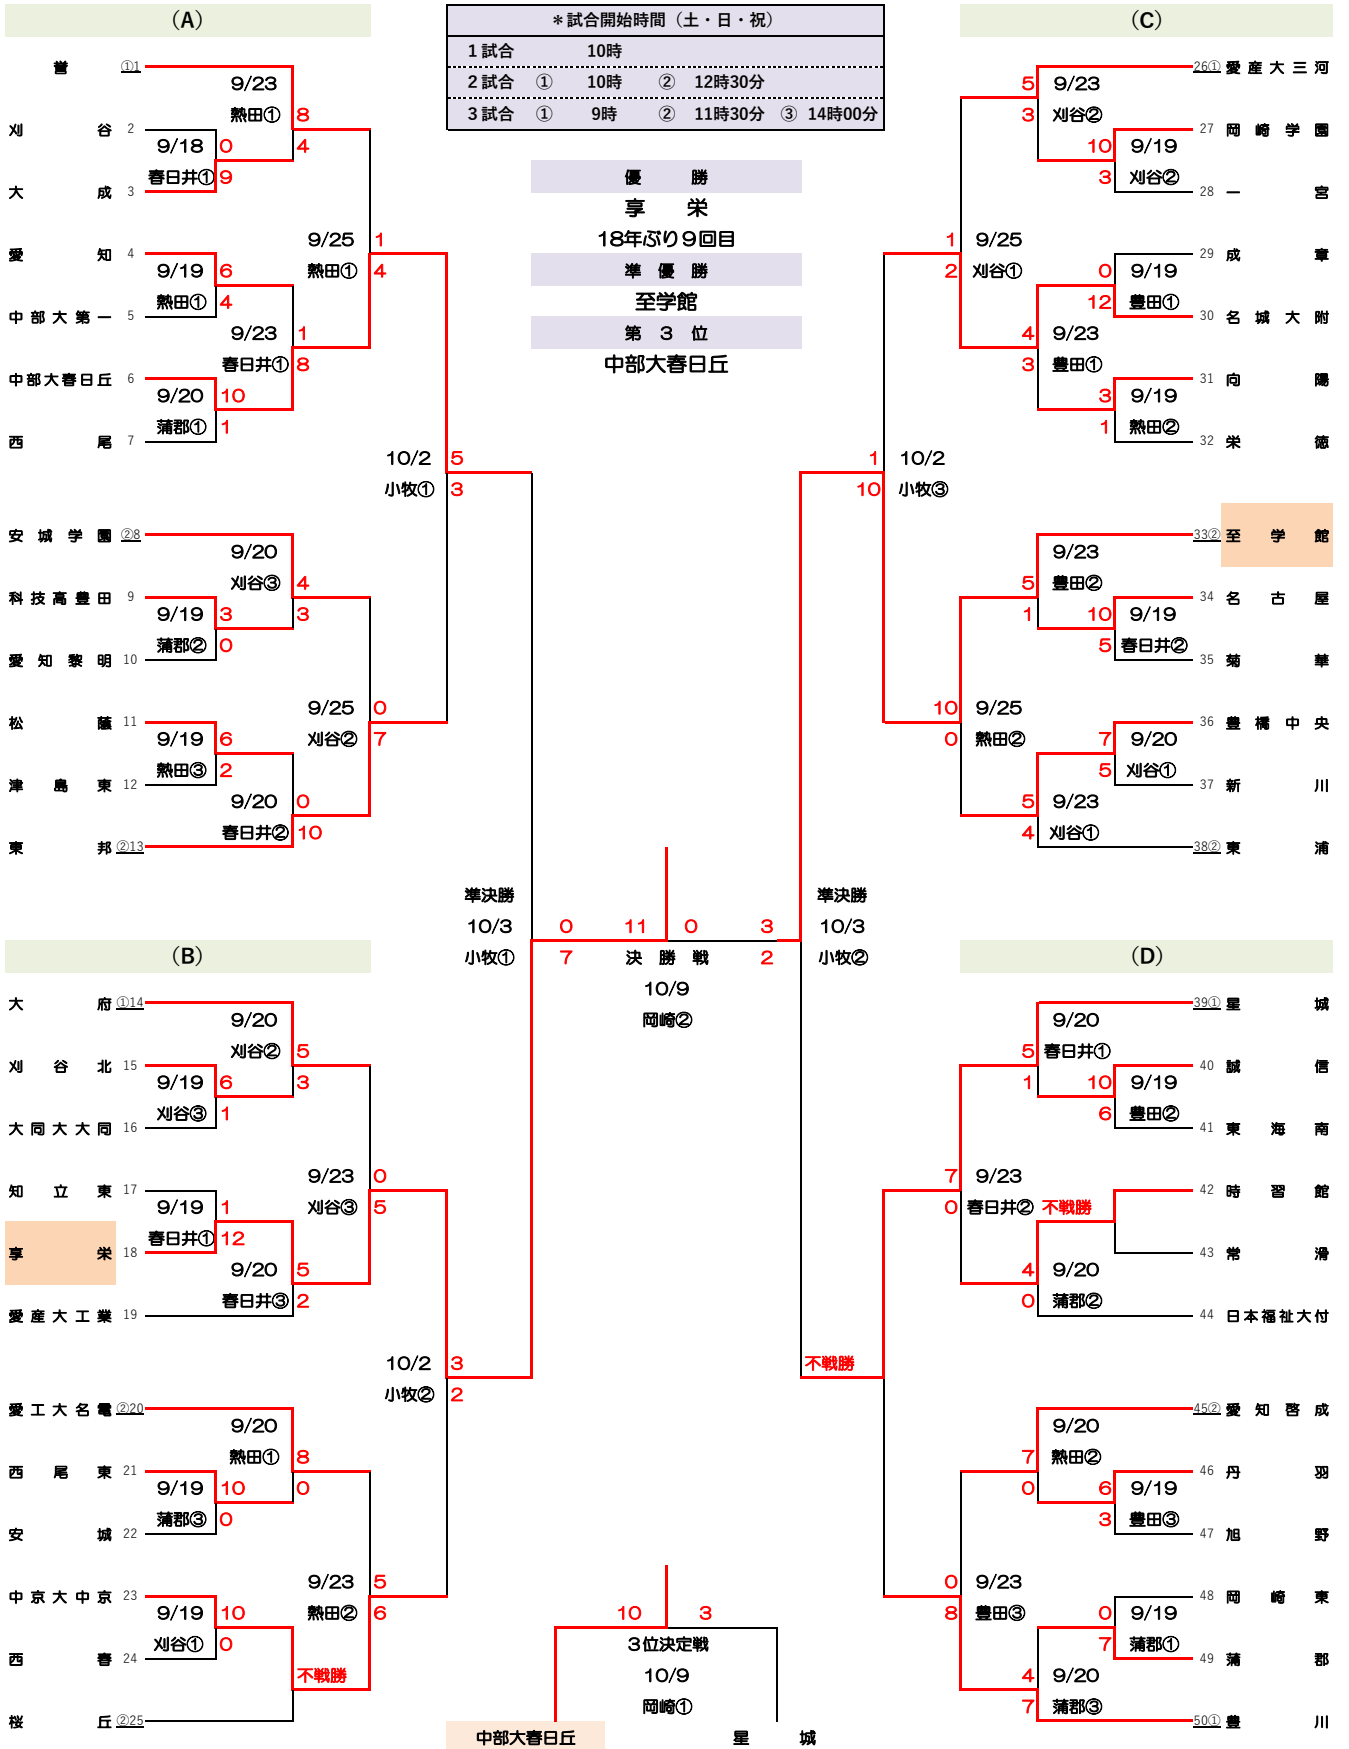 （A）
誉 ①1
9/23
熱田① 8
刈谷 2
9/18 0 4
春日井① 9
大成 3
9/25 1
愛知 4
9/19 6 熱田① 4
熱田① 4
中部大第一 5
9/23 1
春日井① 8
中部大春日丘 6
9/20 10
蒲郡① 1
西尾 7
10/2 5
小牧① 3
安城学園 ②8
9/20
刈谷③ 4
科技高豊田 9
9/19 3 3
蒲郡② 0
愛知黎明 10
9/25 0
松蔭 11
9/19 6 刈谷② 7
熱田③ 2
津島東 12
9/20 0
春日井② 10
東邦 ②13
＊試合開始時間（土・日・祝）
1試合 10時
2試合 ① 10時 ② 12時30分
3試合 ① 9時 ② 11時30分 ③ 14時00分
優勝
享栄
18年ぶり９回目
準優勝
至学館
第３位
中部大春日丘
（C）
26① 愛産大三河
5 9/23
3 刈谷②
27 岡崎学園
10 9/19
3 刈谷②
28 一宮
1 9/25
2 刈谷①
29 成章
0 9/19
12 豊田①
30 名城大附
4 9/23
3 豊田①
31 向陽
3 9/19
1 熱田②
32 栄徳
1 10/2
10 小牧③
33② 至学館
9/23
5 豊田②
34 名古屋
1 10 9/19
5 春日井②
35 菊華
10 9/25
0 熱田②
36 豊橋中央
7 9/20
5 刈谷①
37 新川
5 9/23
4 刈谷①
38② 東浦
準決勝
10/3 0 11 0 3
小牧① 7 決勝戦 2
10/9
岡崎②
準決勝
10/3
小牧②
（B）
大府 ①14
9/20
刈谷② 5
刈谷北 15
9/19 6 3
刈谷③ 1
大同大大同 16
9/23 0
知立東 17
9/19 1 刈谷③ 5
春日井① 12
享栄 18
9/20 5
春日井③ 2
愛産大工業 19
10/2 3
小牧② 2
愛工大名電 ②20
9/20
熱田① 8
西尾東 21
9/19 10 0
蒲郡③ 0
安城 22
9/23 5
中京大中京 23
9/19 10 熱田② 6
刈谷① 0
西春 24
不戦勝
桜丘 ②25
（D）
39① 星城
9/20
5 春日井①
40 誠信
1 10 9/19
6 豊田②
41 東海南
7 9/23
0 春日井② 不戦勝
42 時習館
43 常滑
4 9/20
0 蒲郡②
44 日本福祉大付
不戦勝
45② 愛知啓成
9/20
7 熱田②
46 丹羽
0 6 9/19
3 豊田③
47 旭野
0 9/23
8 豊田③
48 岡崎東
0 9/19
7 蒲郡①
49 蒲郡
4 9/20
7 蒲郡③
50① 豊川
10 3
３位決定戦
10/9
岡崎①
中部大春日丘 星城